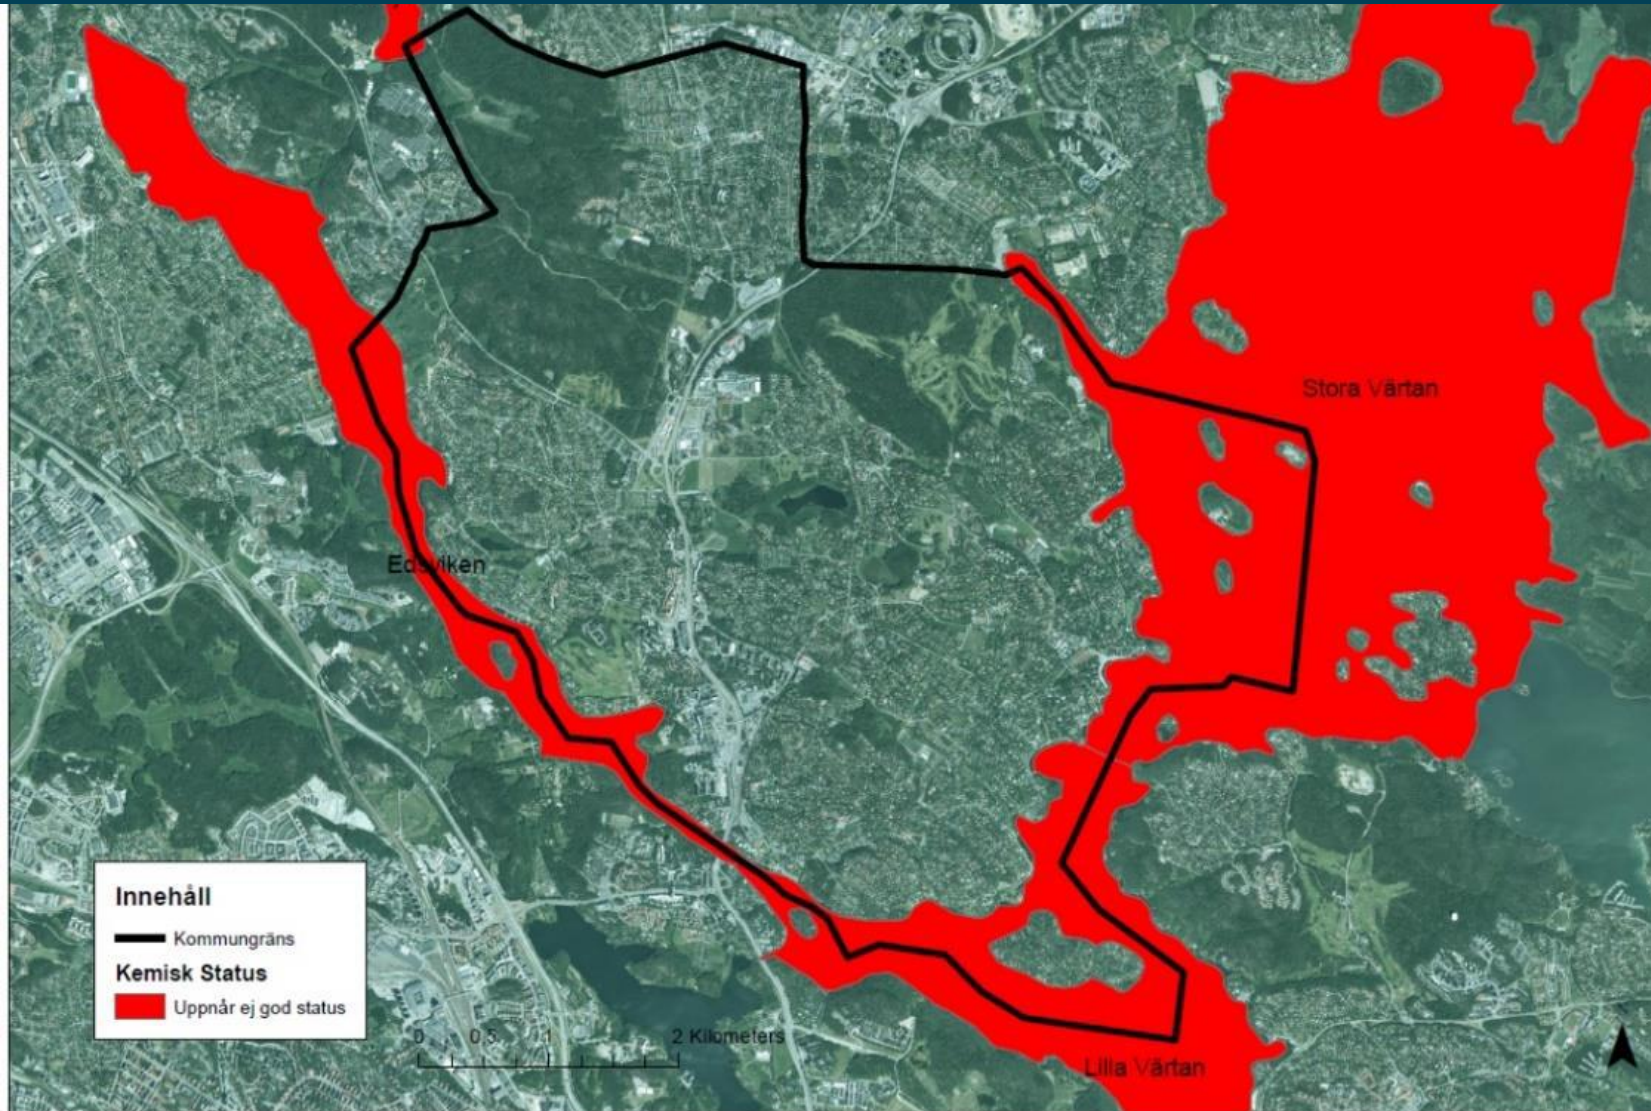 Stora Värtan
Edsviken
Innehåll
Kommungräns
Kemisk Status
Uppnår ej god status
0 0.5 1 2 Kilometers
Lilla Värtan